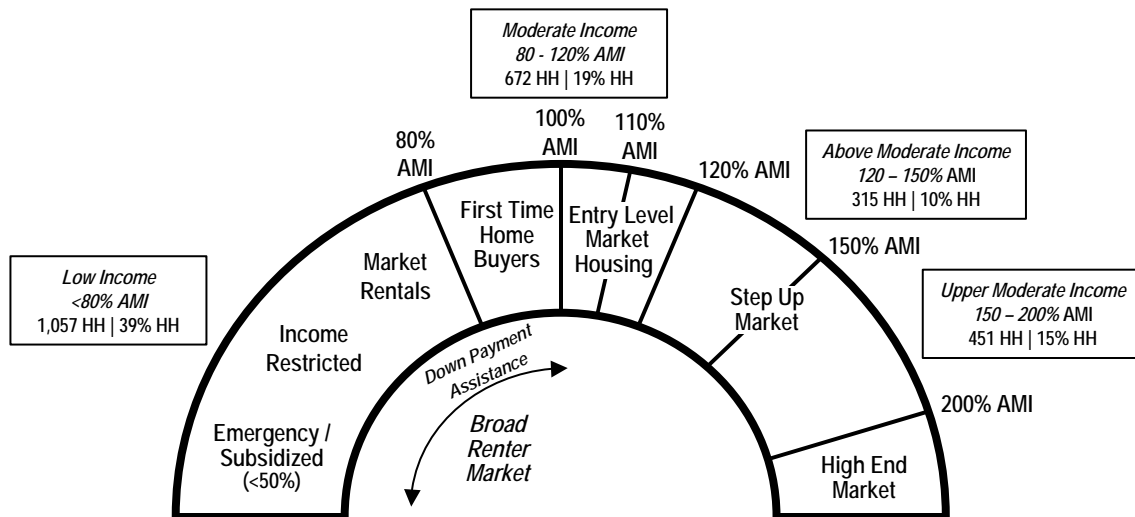 Moderate Income
80 - 120% AMI
672 HH | 19% HH
100%
AMI
110%
AMI
80%
AMI
120% AMI
Above Moderate Income
120 – 150% AMI
315 HH | 10% HH
150% AMI
First Time
Home
Buyers
Entry Level
Market
Housing
Low Income
<80% AMI
1,057 HH | 39% HH
Market
Rentals
Step Up
Market
Upper Moderate Income
150 – 200% AMI
451 HH | 15% HH
Income
Restricted
Down Payment
Assistance
200% AMI
Broad
Renter
Market
Emergency /
Subsidized
(<50%)
High End
Market